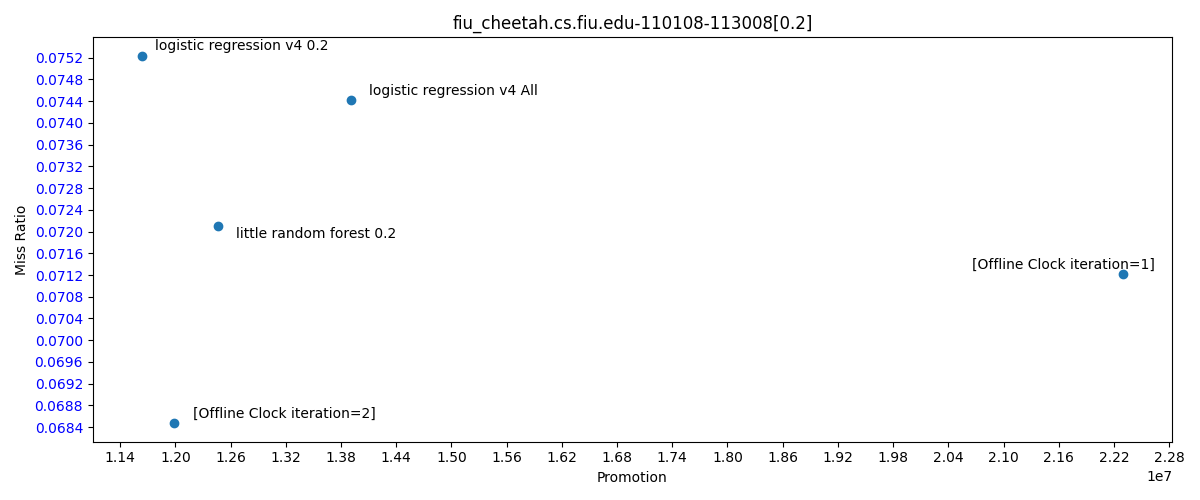 fiu_cheetah.cs.fiu.edu-110108-113008[0.2]
logistic regression v4 0.2
logistic regression v4 All
little random forest 0.2
[Offline Clock iteration=1]
[Offline Clock iteration=2]
Miss Ratio
0.0752
0.0748
0.0744
0.0740
0.0736
0.0732
0.0728
0.0724
0.0720
0.0716
0.0712
0.0708
0.0704
0.0700
0.0696
0.0692
0.0688
0.0684
1.14 1.20 1.26 1.32 1.38 1.44 1.50 1.56 1.62 1.68 1.74 1.80 1.86 1.92 1.98 2.04 2.10 2.16 2.22 2.28
1e7
Promotion